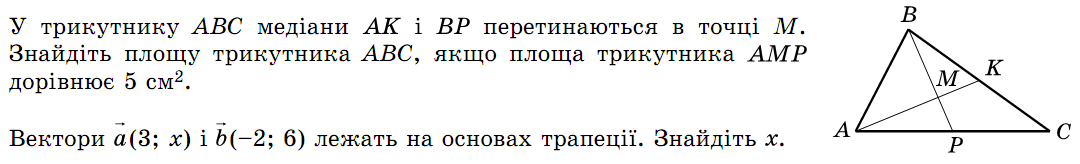 У трикутнику ABC медіани AK і BP перетинаються в точці M.
Знайдіть площу трикутника ABC, якщо площа трикутника AMP
дорівнює 5 см².
Вектори a⃗(3; x) і b⃗(−2; 6) лежать на основах трапеції. Знайдіть x.
B
K
M
A
P
C